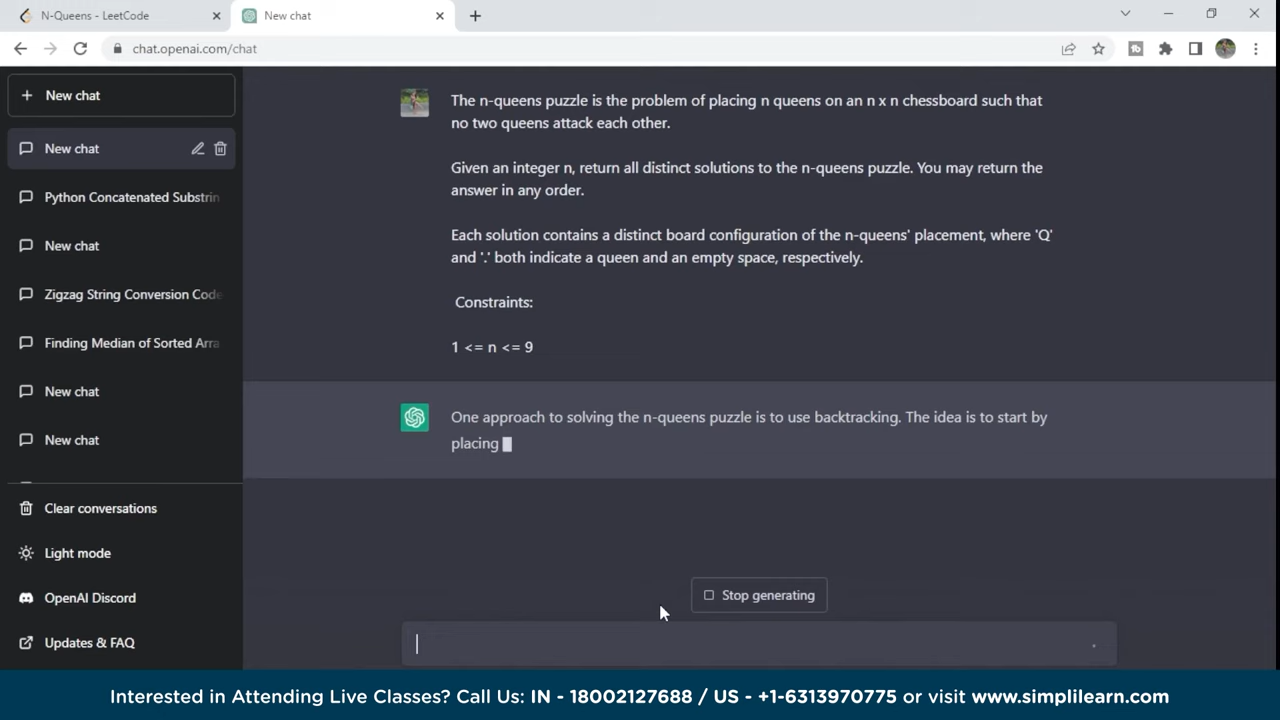 N-Queens - LeetCode
New chat
chat.openai.com/chat
New chat
New chat
Python Concatenated Substrin
New chat
Zigzag String Conversion Code
Finding Median of Sorted Arra
New chat
New chat
Clear conversations
Light mode
OpenAI Discord
Updates & FAQ
The n-queens puzzle is the problem of placing n queens on an n x n chessboard such that
no two queens attack each other.
Given an integer n, return all distinct solutions to the n-queens puzzle. You may return the
answer in any order.
Each solution contains a distinct board configuration of the n-queens' placement, where 'Q'
and '.' both indicate a queen and an empty space, respectively.
Constraints:
1 <= n <= 9
One approach to solving the n-queens puzzle is to use backtracking. The idea is to start by
placing
Stop generating
Interested in Attending Live Classes? Call Us: IN - 18002127688 / US - +1-6313970775 or visit www.simplilearn.com